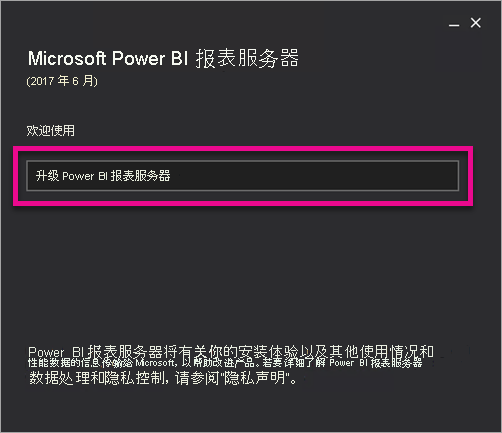 Microsoft Power BI 报表服务器
(2017 年 6 月)
欢迎使用
升级 Power BI 报表服务器
Power BI 报表服务器将有关你的安装体验以及其他使用情况和
性能数据的信息传输给 Microsoft，以帮助改进产品。若要详细了解 Power BI 报表服务器
数据处理和隐私控制，请参阅"隐私声明"。